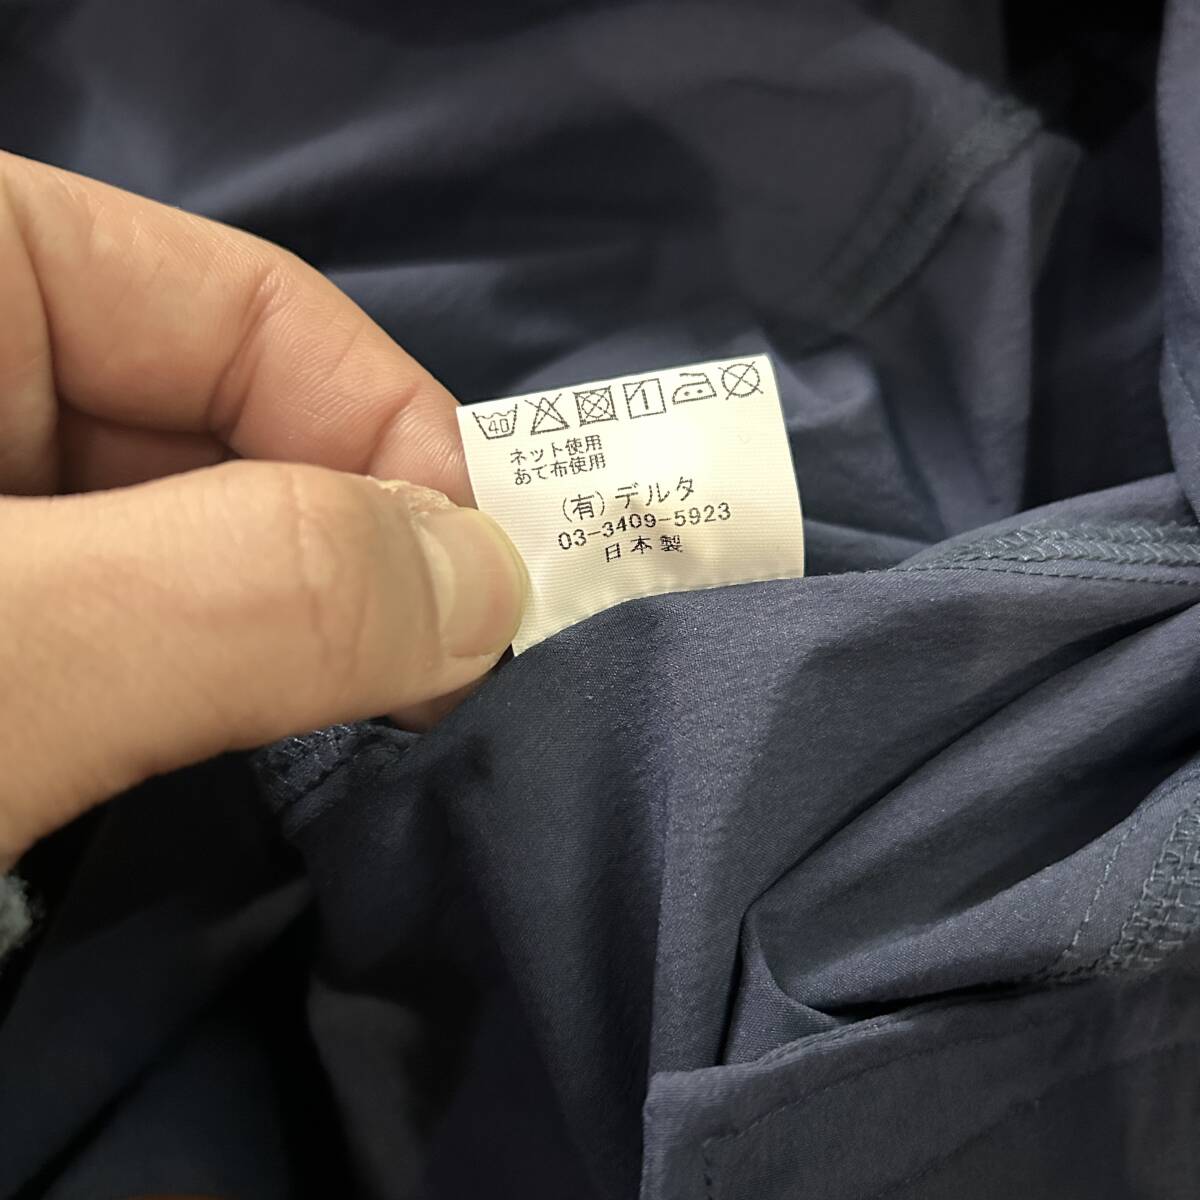 40
ネット使用
あて布使用
(有)デルタ
03-3409-5923
日本製